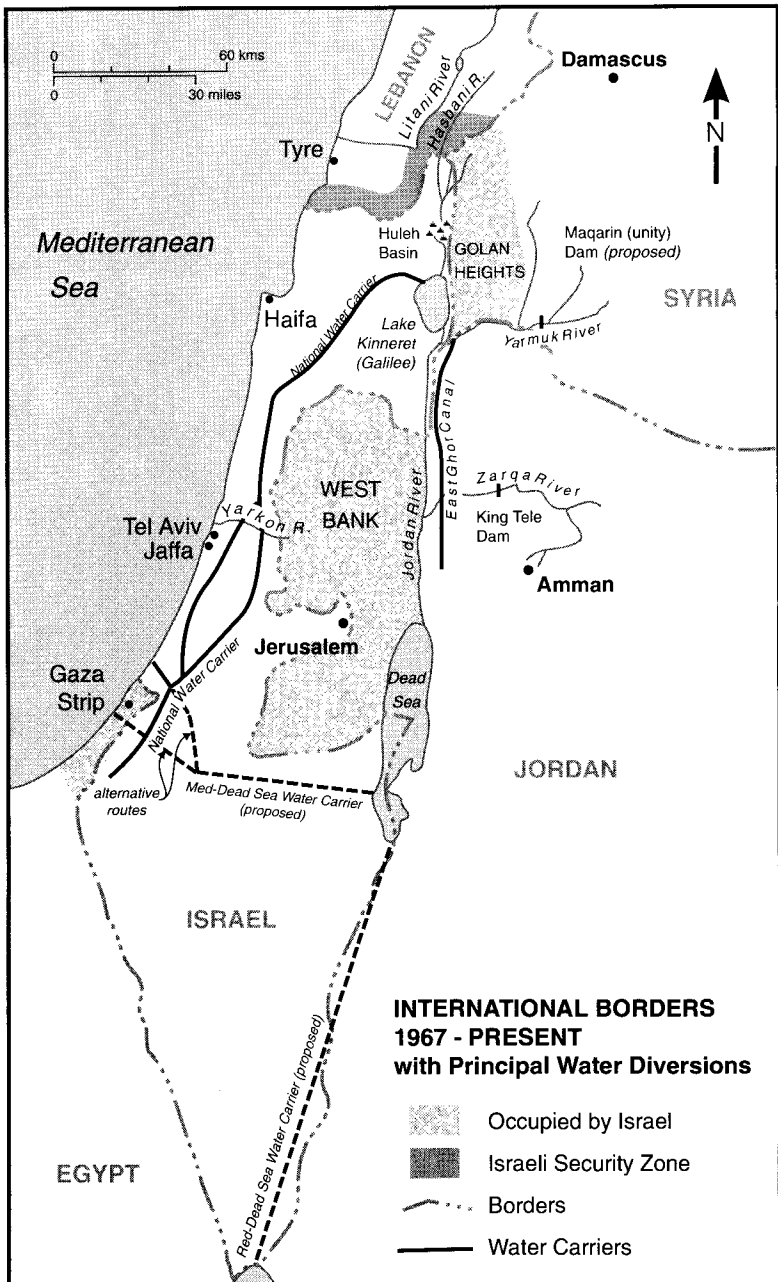 0 60 kms
0 30 miles
Damascus
LEBANON
Litani River
Hasbani R.
N
Tyre
Mediterranean
Sea
Huleh
Basin
GOLAN
HEIGHTS
Maqarin (unity)
Dam (proposed)
SYRIA
Haifa
National Water Carrier
Lake
Kinneret
(Galilee)
Yarmuk River
WEST
BANK
Jordan River
East Ghor Canal
Zarqa River
King Tele
Dam
Tel Aviv
Jaffa
Yarkon R.
Amman
Jerusalem
Gaza
Strip
National Water Carrier
Dead
Sea
JORDAN
alternative
routes
Med-Dead Sea Water Carrier
(proposed)
ISRAEL
Red-Dead Sea Water Carrier (proposed)
EGYPT
INTERNATIONAL BORDERS
1967 - PRESENT
with Principal Water Diversions
Occupied by Israel
Israeli Security Zone
Borders
Water Carriers